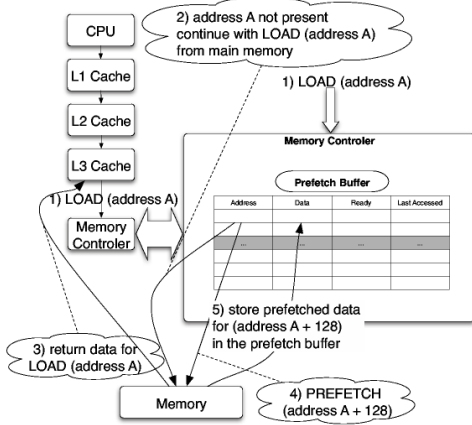 2) address A not present
continue with LOAD (address A)
from main memory
CPU
L1 Cache
L2 Cache
L3 Cache
1) LOAD (address A)
Memory
Controler
1) LOAD (address A)
Memory Controler
Prefetch Buffer
Address Data Ready Last Accessed
... ... ... ...
5) store prefetched data
for (address A + 128)
in the prefetch buffer
3) return data for
LOAD (address A)
4) PREFETCH
(address A + 128)
Memory